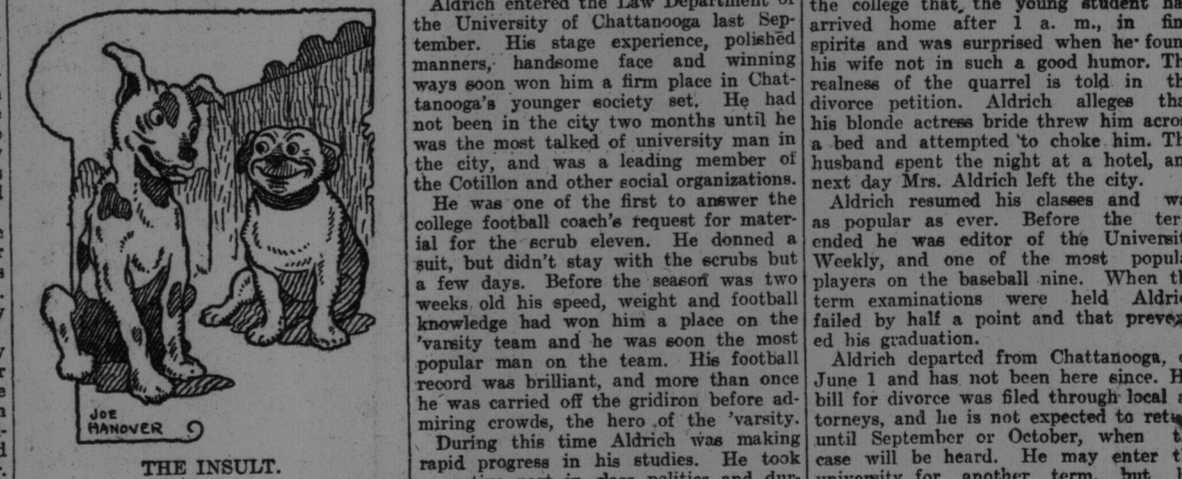 JOE
HANOVER
THE INSULT.
Aldrich entered the Law Department of
the University of Chattanooga last Sep-
tember. His stage experience, polished
manners, handsome face and winning
ways soon won him a firm place in Chat-
tanooga's younger society set. He had
not been in the city two months until he
was the most talked of university man in
the city, and was a leading member of
the Cotillon and other social organizations.
He was one of the first to answer the
college football coach's request for mater-
ial for the scrub eleven. He donned a
suit, but didn't stay with the scrubs but
a few days. Before the season was two
weeks old his speed, weight and football
knowledge had won him a place on the
'varsity team and he was soon the most
popular man on the team. His football
record was brilliant, and more than once
he was carried off the gridiron before ad-
miring crowds, the hero of the 'varsity.
During this time Aldrich was making
rapid progress in his studies. He took
the college that the young student
arrived home after 1 a. m., in
spirits and was surprised when he
his wife not in such a good humor.
realness of the quarrel is told in
divorce petition. Aldrich alleges
his blonde actress bride threw him
a bed and attempted to choke him.
husband spent the night at a hotel,
next day Mrs. Aldrich left the city.
Aldrich resumed his classes and
as popular as ever. Before the
ended he was editor of the
Weekly, and one of the most
players on the baseball nine. When
term examinations were held
failed by half a point and that
ed his graduation.
Aldrich departed from Chattanooga,
June 1 and has not been here since.
bill for divorce was filed through local
torneys, and he is not expected to
until September or October, when
case will be heard. He may enter
university for another term, but